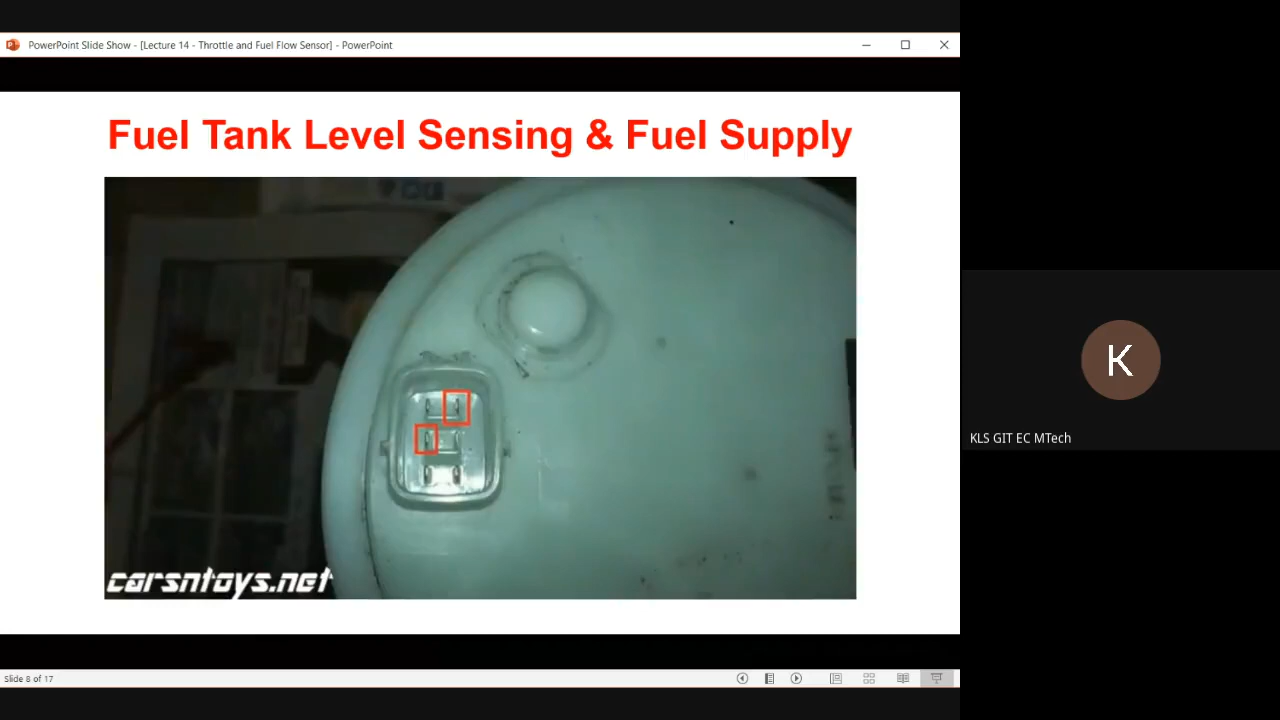 PowerPoint Slide Show - [Lecture 14 - Throttle and Fuel Flow Sensor] - PowerPoint
Fuel Tank Level Sensing & Fuel Supply
carsntoys.net
K
KLS GIT EC MTech
Slide 8 of 17